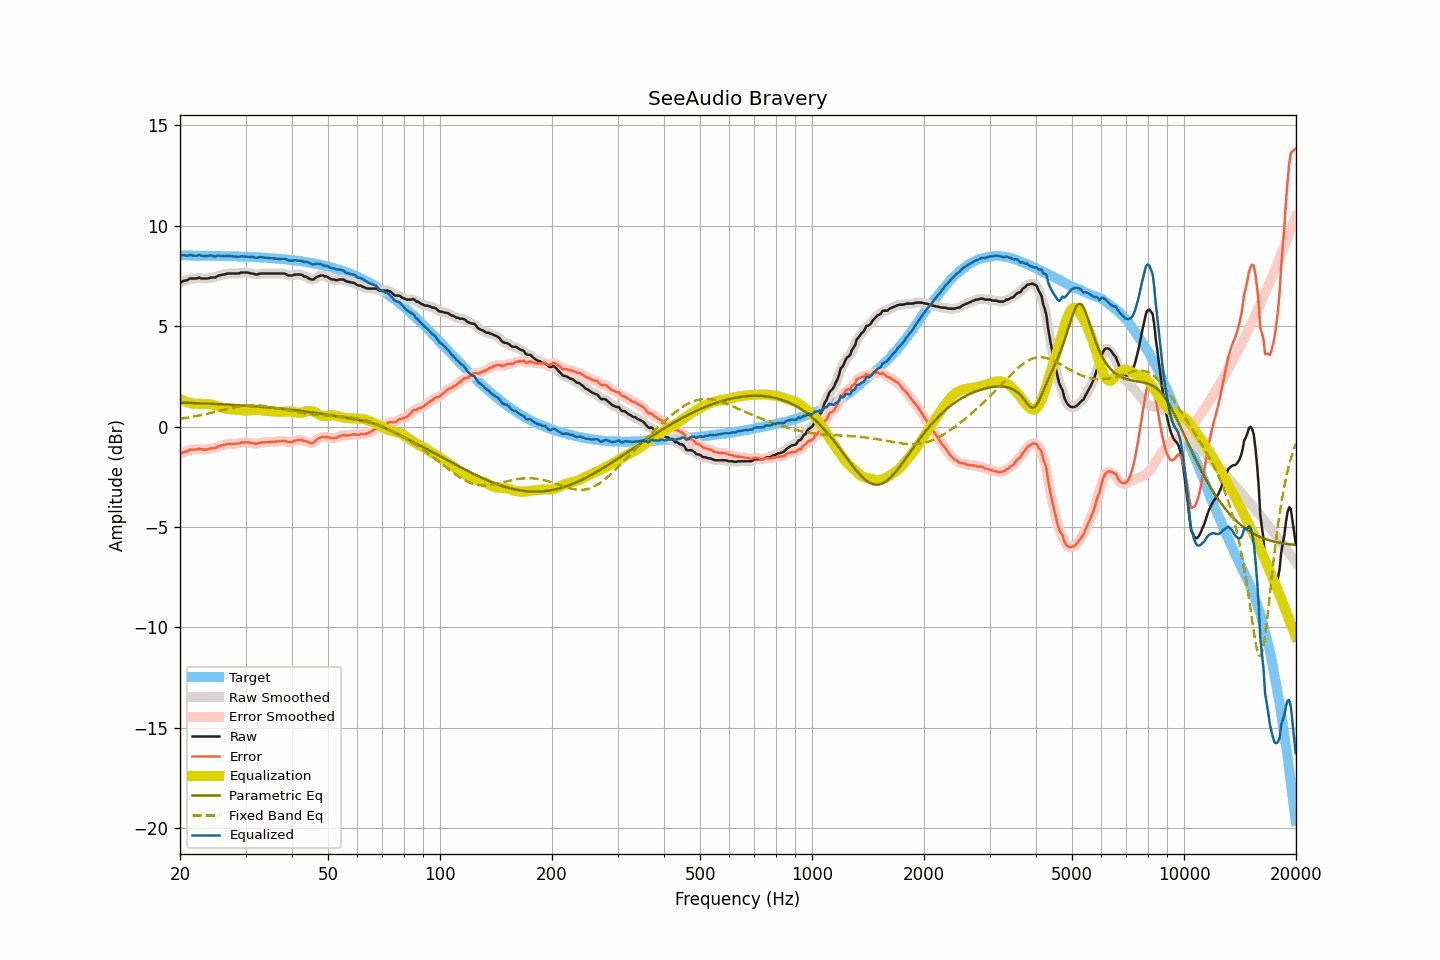 SeeAudio Bravery
15
10
5
0
−5
−10
−15
−20
Amplitude (dBr)
Target
Raw Smoothed
Error Smoothed
Raw
Error
Equalization
Parametric Eq
Fixed Band Eq
Equalized
20 50 100 200 500 1000 2000 5000 10000 20000
Frequency (Hz)